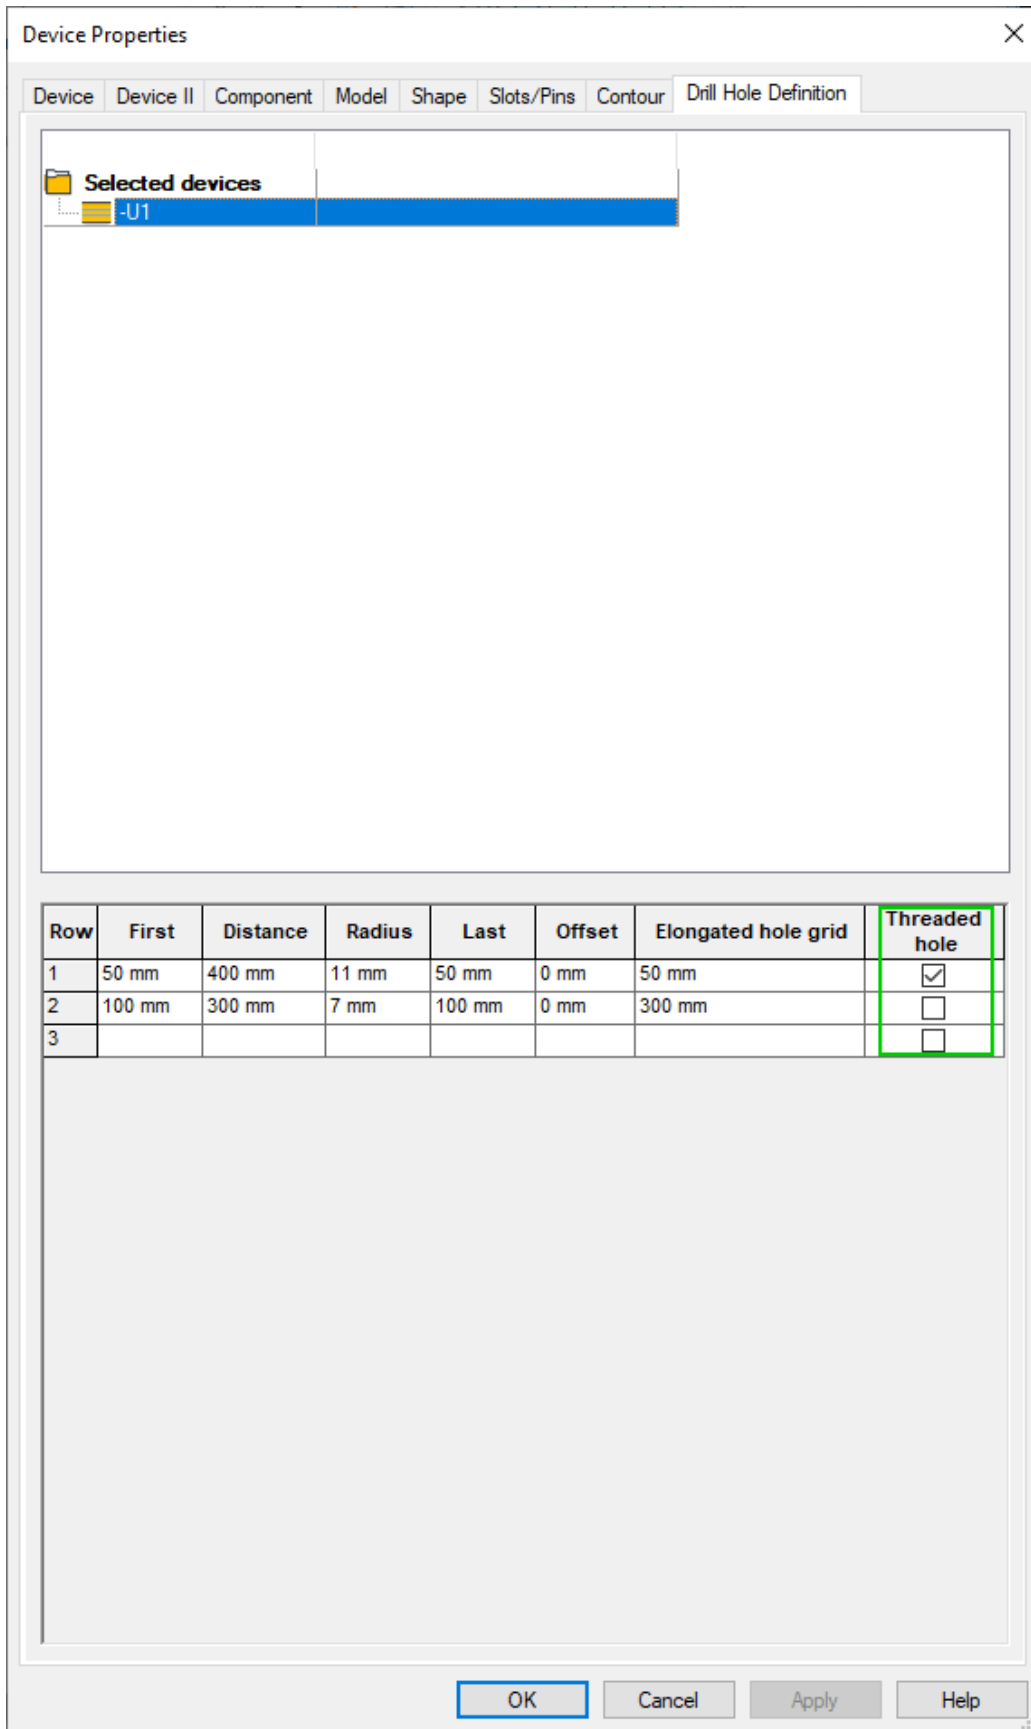 Device Properties
Device Device II Component Model Shape Slots/Pins Contour Drill Hole Definition
Selected devices
-U1
Row First Distance Radius Last Offset Elongated hole grid Threaded hole
1 50 mm 400 mm 11 mm 50 mm 0 mm 50 mm
2 100 mm 300 mm 7 mm 100 mm 0 mm 300 mm
3
OK Cancel Apply Help